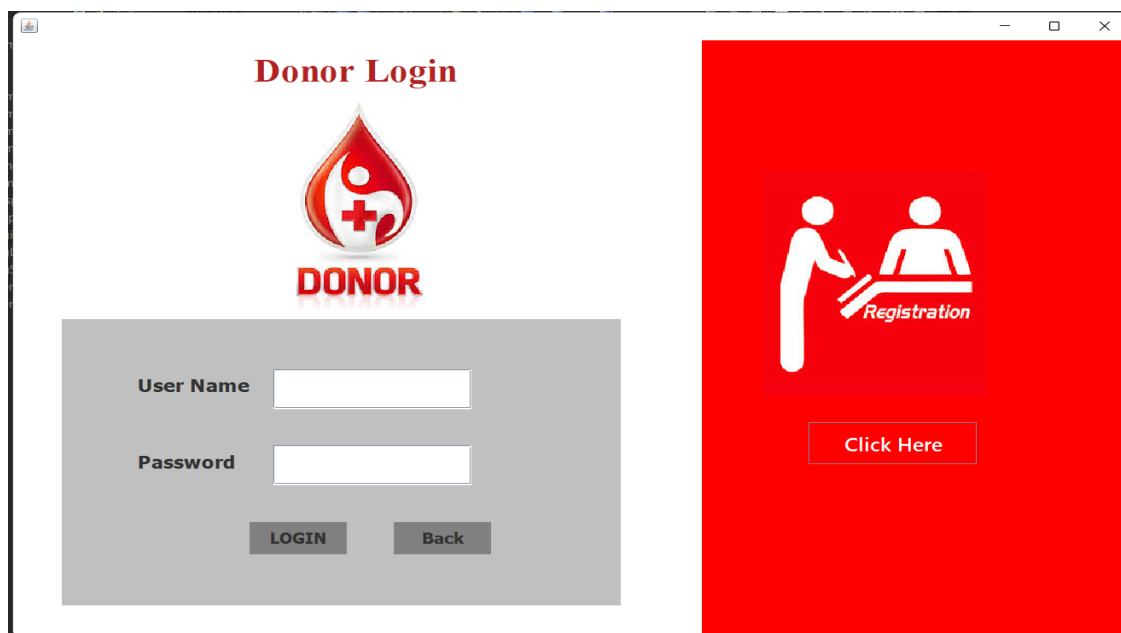 Donor Login
DONOR
User Name
Password
LOGIN
Back
Registration
Click Here